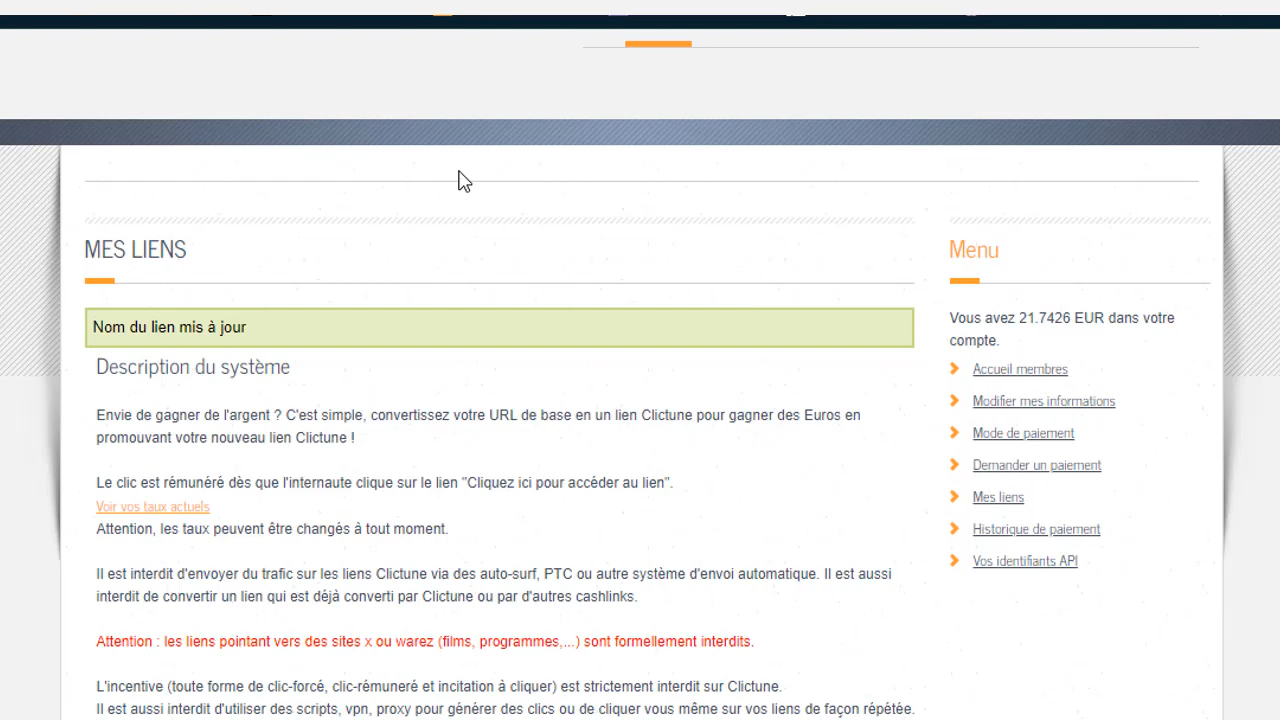 MES LIENS
Nom du lien mis à jour
Description du système
Envie de gagner de l'argent ? C'est simple, convertissez votre URL de base en un lien Clictune pour gagner des Euros en
promouvant votre nouveau lien Clictune !
Le clic est rémunéré dès que l'internaute clique sur le lien "Cliquez ici pour accéder au lien".
Voir vos taux actuels
Attention, les taux peuvent être changés à tout moment.
Il est interdit d'envoyer du trafic sur les liens Clictune via des auto-surf, PTC ou autre système d'envoi automatique. Il est aussi
interdit de convertir un lien qui est déjà converti par Clictune ou par d'autres cashlinks.
Attention : les liens pointant vers des sites x ou warez (films, programmes,...) sont formellement interdits.
L'incentive (toute forme de clic-forcé, clic-rémuneré et incitation à cliquer) est strictement interdit sur Clictune.
Il est aussi interdit d'utiliser des scripts, vpn, proxy pour générer des clics ou de cliquer vous même sur vos liens de façon répétée.
Menu
Vous avez 21.7426 EUR dans votre
compte.
Accueil membres
Modifier mes informations
Mode de paiement
Demander un paiement
Mes liens
Historique de paiement
Vos identifiants API